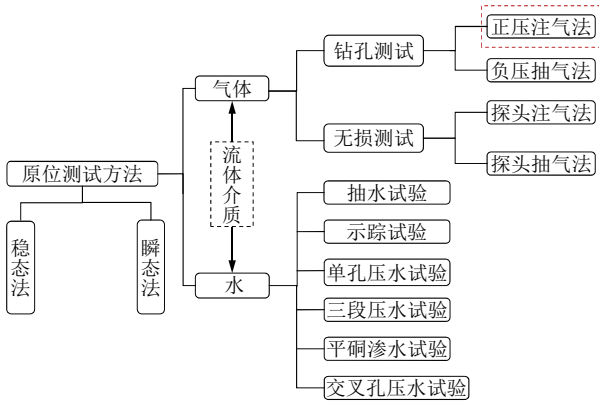 正压注气法
钻孔测试
负压抽气法
气体
探头注气法
无损测试
探头抽气法
流体介质
原位测试方法
抽水试验
示踪试验
稳态法
瞬态法
单孔压水试验
水
三段压水试验
平硐渗水试验
交叉孔压水试验